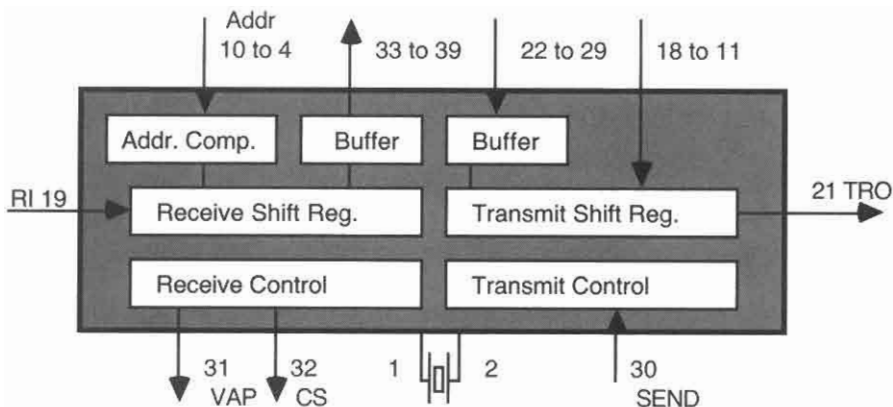 Addr
10 to 4 33 to 39 22 to 29 18 to 11
Addr. Comp. Buffer Buffer
RI 19 Receive Shift Reg. Transmit Shift Reg. 21 TRO
Receive Control Transmit Control
31 32 1 2 30
VAP CS SEND